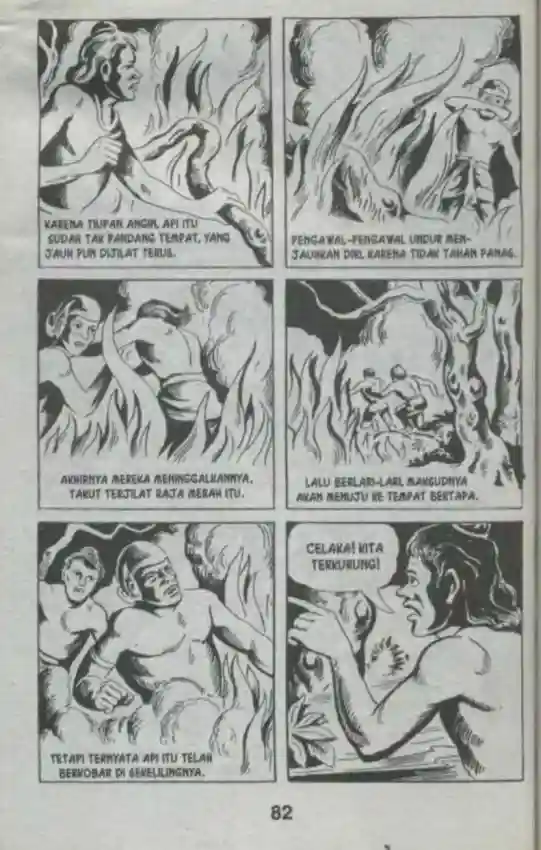 KARENA TIUPAN ANGIN, API ITU
SUDAH TAK PANDANG TEMPAT, YANG
JAUH PUN DIJILAT TERUS.
PENGAWAL-PENGAWAL UNDUR MEN-
JAUHKAN DIRI, KARENA TIDAK TAHAN PANAS.
AKHIRNYA MEREKA MENINGGALKANNYA,
TAKUT TERJILAT RAJA MERAH ITU.
LALU BERLARI-LARI, MAKSUDNYA
AKAN MENUJU KE TEMPAT BERTAPA.
TETAPI TERNYATA API ITU TELAH
BERKOBAR DI SEKELILINGNYA.
CELAKA! KITA
TERKURUNG!
82